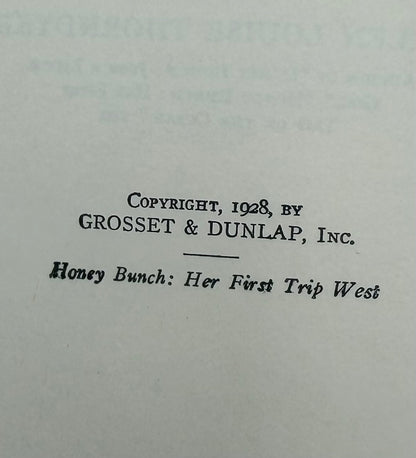 COPYRIGHT, 1928, BY
GROSSET & DUNLAP, INC.
Honey Bunch: Her First Trip West